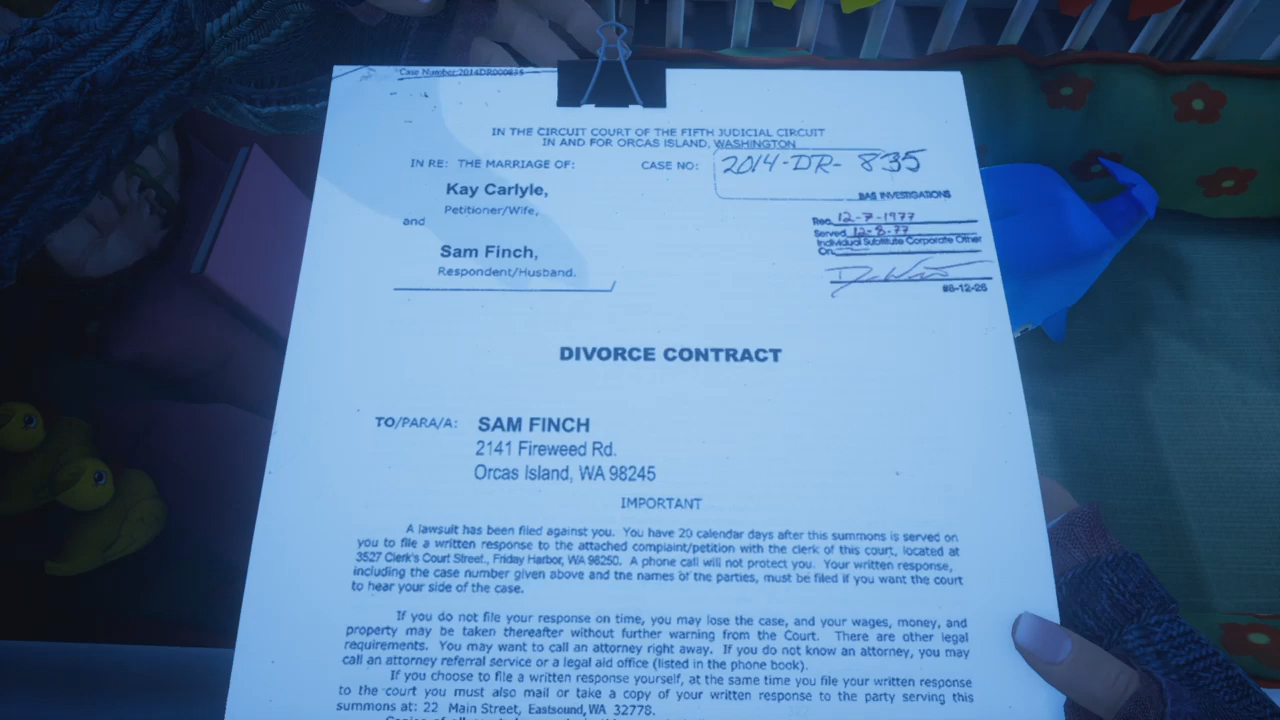 Case Number:2014DR000835
IN THE CIRCUIT COURT OF THE FIFTH JUDICIAL CIRCUIT
IN AND FOR ORCAS ISLAND, WASHINGTON
IN RE: THE MARRIAGE OF:
CASE NO: 2014-DR- 835
Kay Carlyle,
Petitioner/Wife,
and
Sam Finch,
Respondent/Husband.
BAS INVESTIGATIONS
Rec 12-7-1977
Served 12-8-77
Individual Substitute Corporate Other
On
#8-12-26
DIVORCE CONTRACT
TO/PARA/A: SAM FINCH
2141 Fireweed Rd.
Orcas Island, WA 98245
IMPORTANT
A lawsuit has been filed against you. You have 20 calendar days after this summons is served on
you to file a written response to the attached complaint/petition with the clerk of this court, located at
3527 Clerk's Court Street., Friday Harbor, WA 98250. A phone call will not protect you. Your written response,
including the case number given above and the names of the parties, must be filed if you want the court
to hear your side of the case.
If you do not file your response on time, you may lose the case, and your wages, money, and
property may be taken thereafter without further warning from the Court. There are other legal
requirements. You may want to call an attorney right away. If you do not know an attorney, you may
call an attorney referral service or a legal aid office (listed in the phone book).
If you choose to file a written response yourself, at the same time you file your written response
to the court you must also mail or take a copy of your written response to the party serving this
summons at: 22 Main Street, Eastsound, WA 32778.